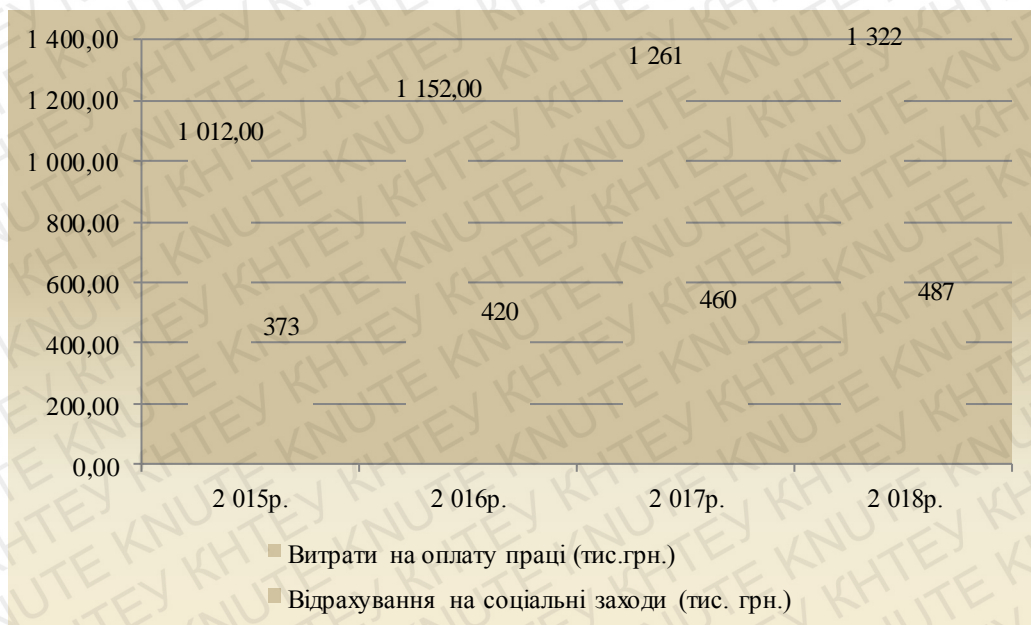 1 400,00
1 200,00
1 000,00
800,00
600,00
400,00
200,00
0,00
1 012,00
1 152,00
1 261
1 322
373
420
460
487
2 015р.
2 016р.
2 017р.
2 018р.
Витрати на оплату праці (тис.грн.)
Відрахування на соціальні заходи (тис. грн.)
КНТЕУ KNUTE